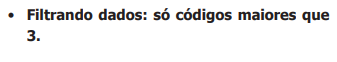 • Filtrando dados: só códigos maiores que
3.